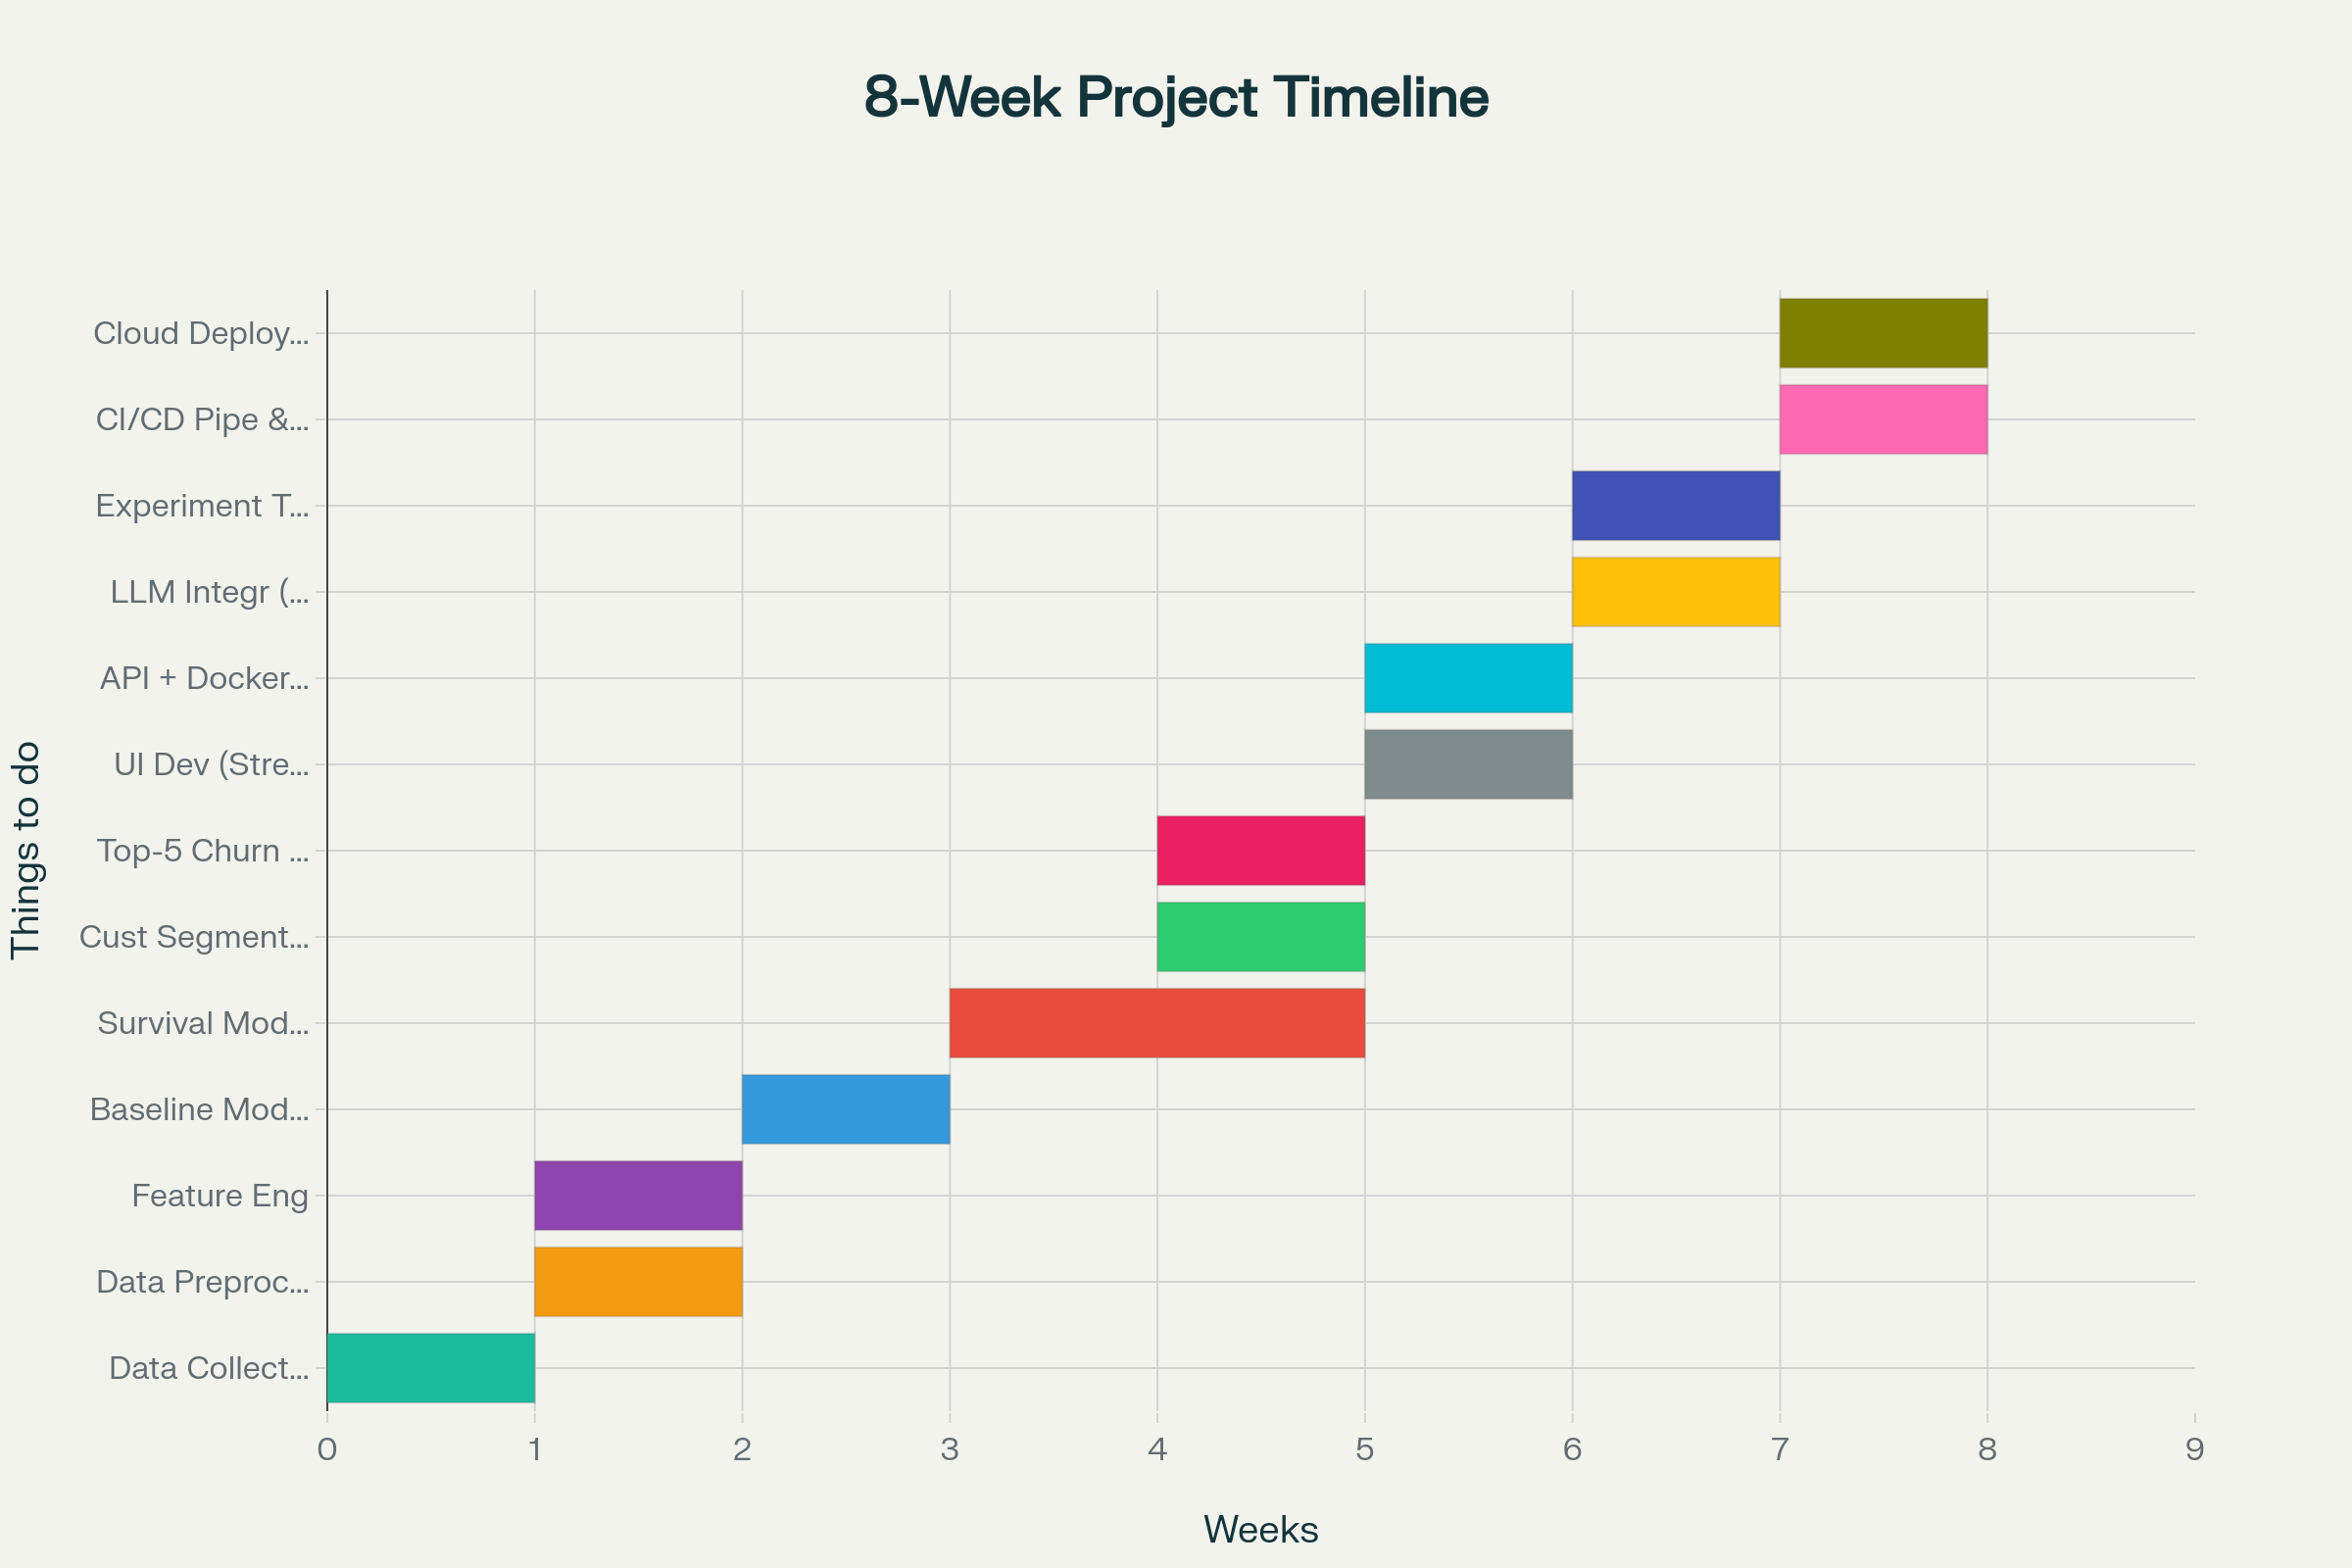 8-Week Project Timeline
Things to do
Cloud Deploy...
CI/CD Pipe &...
Experiment T...
LLM Integr (...
API + Docker...
UI Dev (Stre...
Top-5 Churn ...
Cust Segment...
Survival Mod...
Baseline Mod...
Feature Eng
Data Preproc...
Data Collect...
0 1 2 3 4 5 6 7 8 9
Weeks